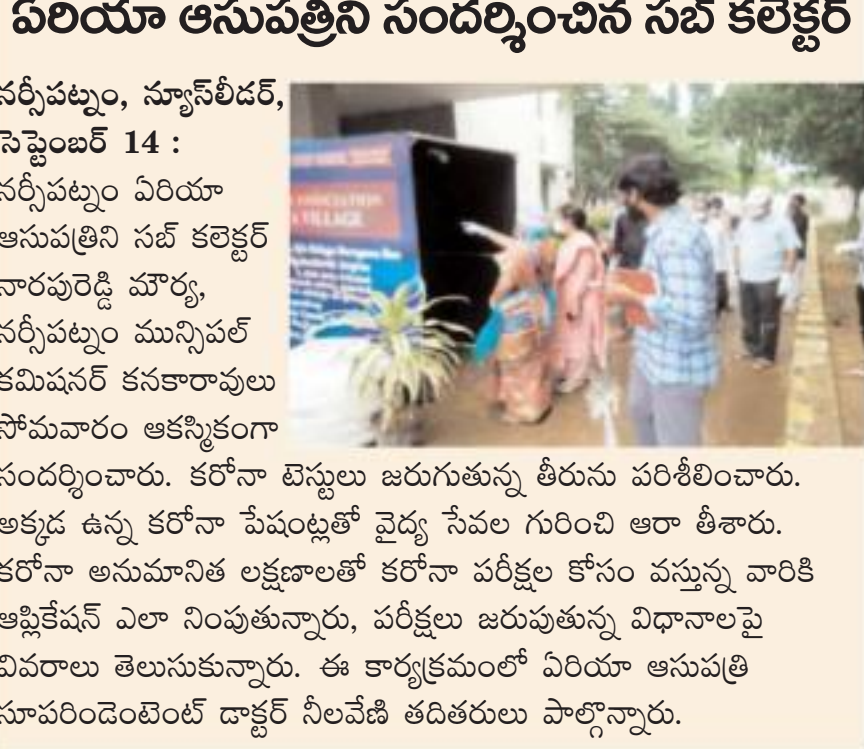 ఏరియా ఆసుపత్రిని సందర్శించిన సబ్ కలెక్టర్
నర్సీపట్నం, న్యూస్‌లీడర్,
సెప్టెంబర్ 14 :
నర్సీపట్నం ఏరియా
ఆసుపత్రిని సబ్ కలెక్టర్
నారపురెడ్డి మౌర్య,
నర్సీపట్నం మున్సిపల్
కమిషనర్ కనకారావులు
సోమవారం ఆకస్మికంగా
సందర్శించారు. కరోనా టెస్టులు జరుగుతున్న తీరును పరిశీలించారు.
అక్కడ ఉన్న కరోనా పేషంట్లతో వైద్య సేవల గురించి ఆరా తీశారు.
కరోనా అనుమానిత లక్షణాలతో కరోనా పరీక్షల కోసం వస్తున్న వారికి
ఆప్లికేషన్ ఎలా నింపుతున్నారు, పరీక్షలు జరుపుతున్న విధానాలపై
వివరాలు తెలుసుకున్నారు. ఈ కార్యక్రమంలో ఏరియా ఆసుపత్రి
సూపరిండెంటెంట్ డాక్టర్ నీలవేణి తదితరులు పాల్గొన్నారు.
ASSOCIATION
VILLAGE